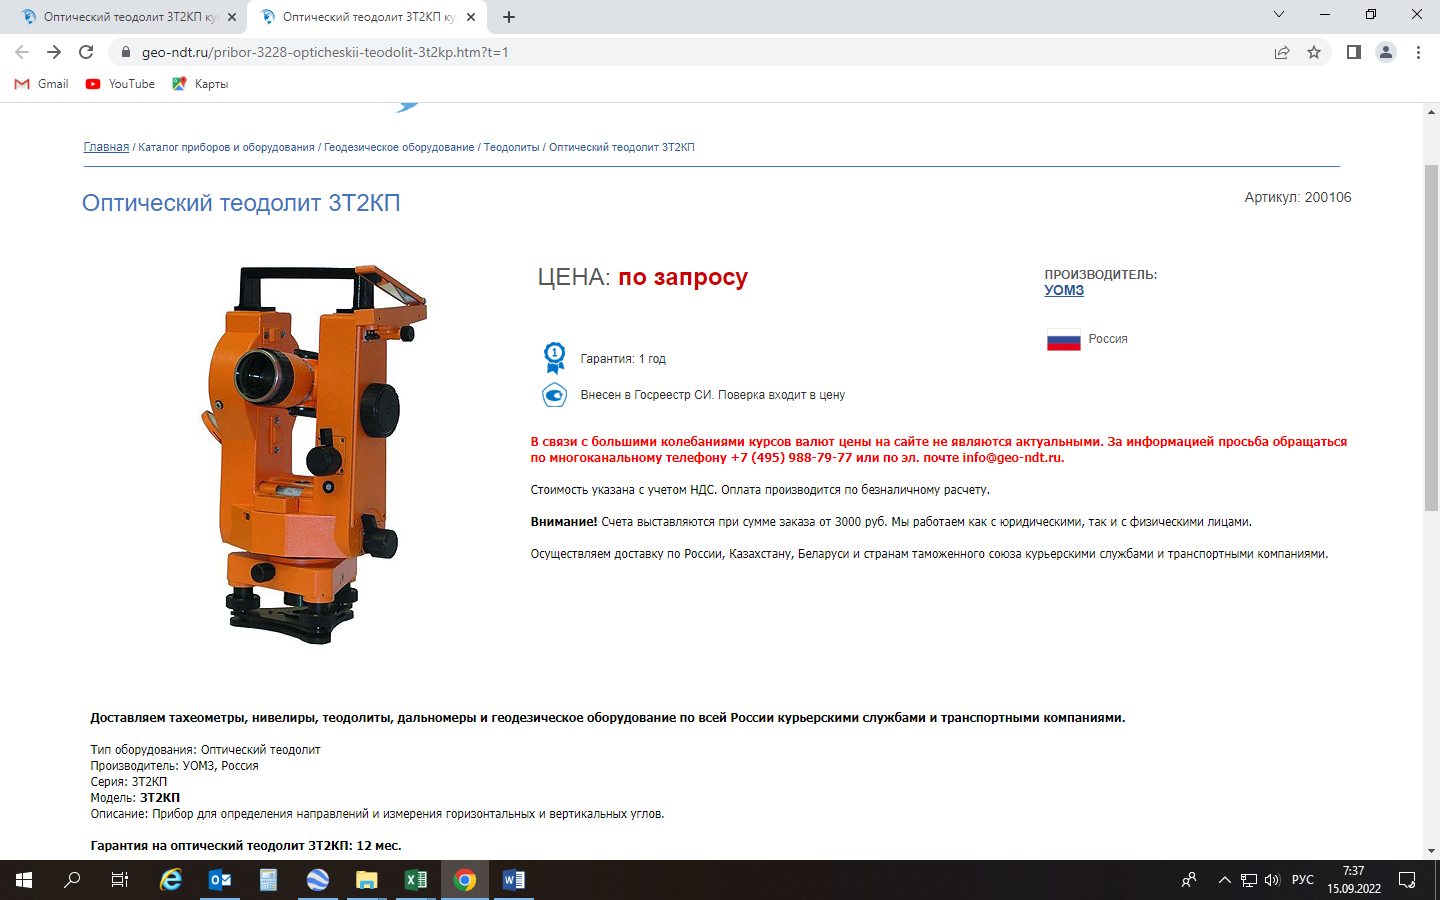 Оптический теодолит 3Т2КП ку
Оптический теодолит 3Т2КП ку
geo-ndt.ru/pribor-3228-opticheskii-teodolit-3t2kp.htm?t=1
Gmail
YouTube
Карты
Главная / Каталог приборов и оборудования / Геодезическое оборудование / Теодолиты / Оптический теодолит 3Т2КП
Оптический теодолит 3Т2КП
Артикул: 200106
ЦЕНА: по запросу
ПРОИЗВОДИТЕЛЬ:
УОМЗ
Россия
1
Гарантия: 1 год
Внесен в Госреестр СИ. Поверка входит в цену
В связи с большими колебаниями курсов валют цены на сайте не являются актуальными. За информацией просьба обращаться
по многоканальному телефону +7 (495) 988-79-77 или по эл. почте info@geo-ndt.ru.
Стоимость указана с учетом НДС. Оплата производится по безналичному расчету.
Внимание! Счета выставляются при сумме заказа от 3000 руб. Мы работаем как с юридическими, так и с физическими лицами.
Осуществляем доставку по России, Казахстану, Беларуси и странам таможенного союза курьерскими службами и транспортными компаниями.
Доставляем тахеометры, нивелиры, теодолиты, дальномеры и геодезическое оборудование по всей России курьерскими службами и транспортными компаниями.
Тип оборудования: Оптический теодолит
Производитель: УОМЗ, Россия
Серия: 3Т2КП
Модель: 3Т2КП
Описание: Прибор для определения направлений и измерения горизонтальных и вертикальных углов.
Гарантия на оптический теодолит 3Т2КП: 12 мес.
РУС
7:37
15.09.2022